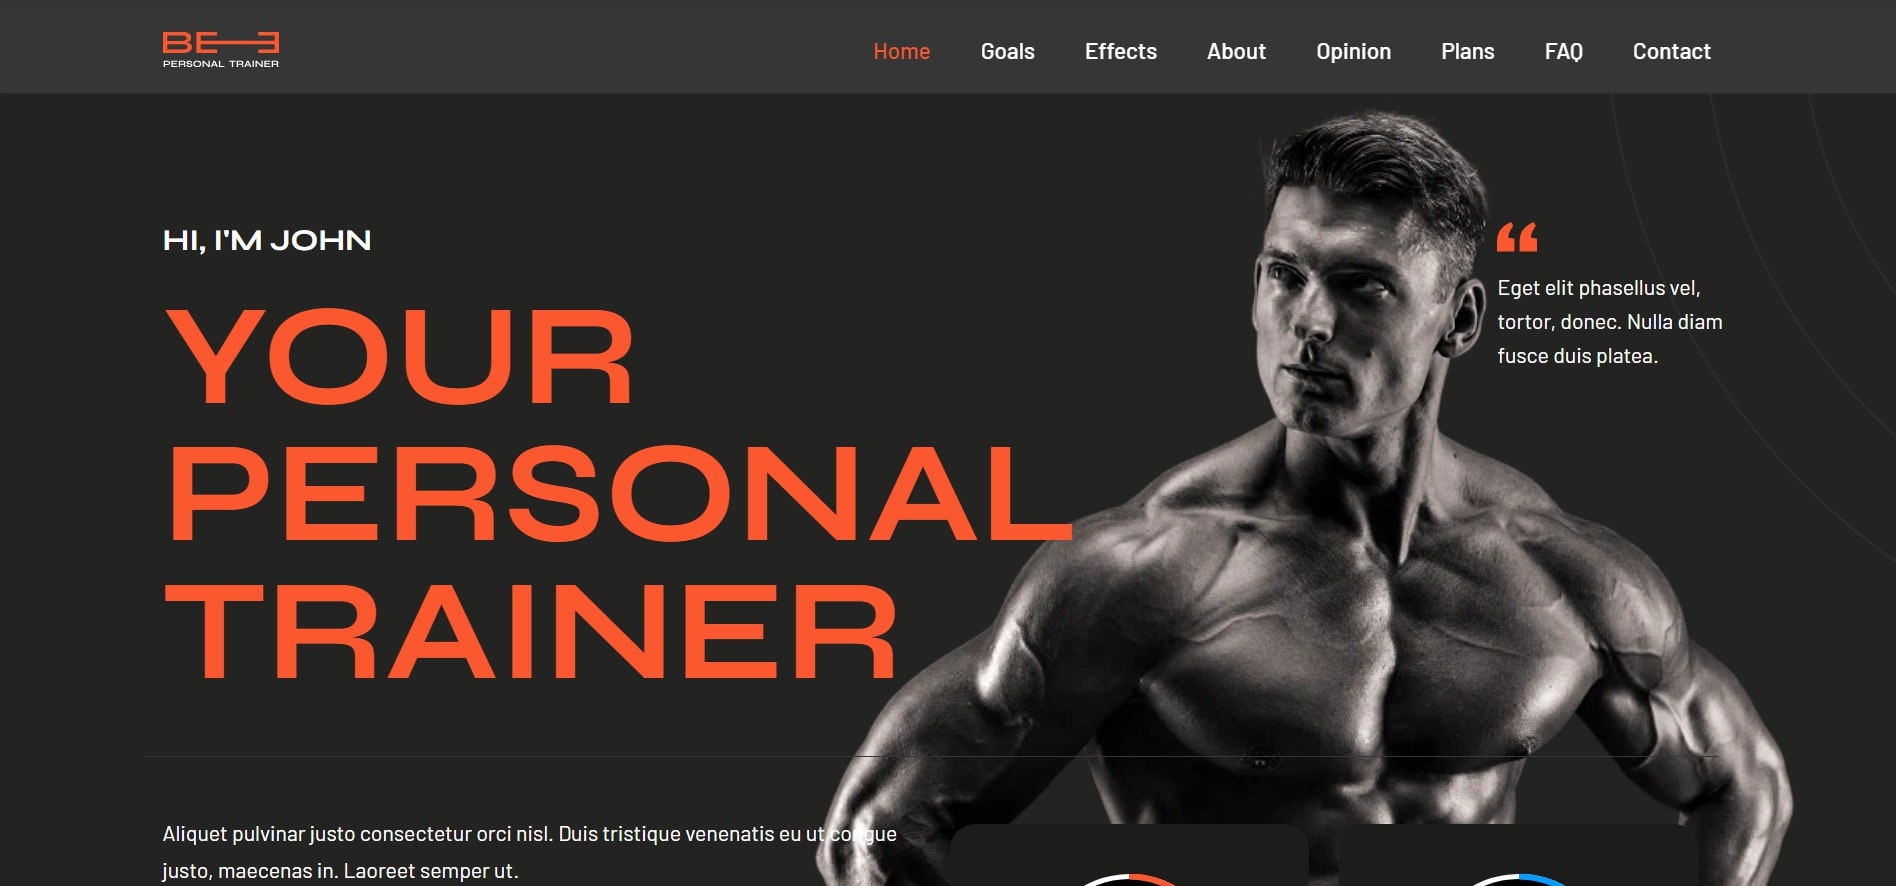 BE—E
PERSONAL TRAINER
Home Goals Effects About Opinion Plans FAQ Contact
HI, I'M JOHN
YOUR
PERSONAL
TRAINER
“
Eget elit phasellus vel,
tortor, donec. Nulla diam
fusce duis platea.
Aliquet pulvinar justo consectetur orci nisl. Duis tristique venenatis eu ut congue
justo, maecenas in. Laoreet semper ut.